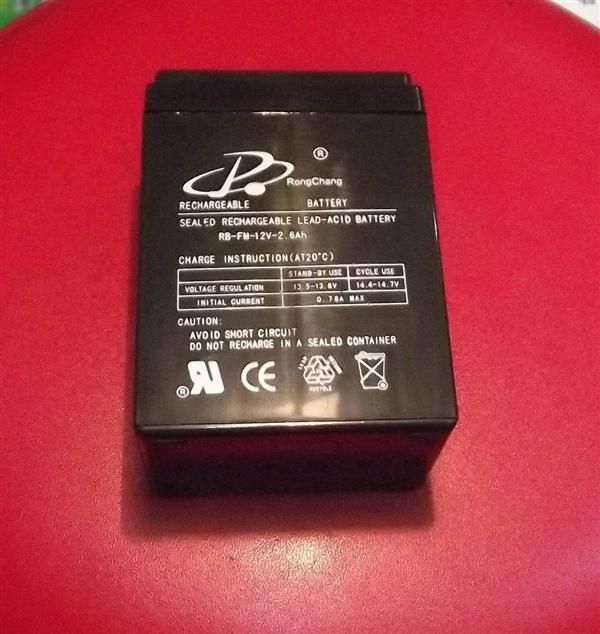 ®
RongChang
RECHARGEABLE BATTERY
SEALED RECHARGEABLE LEAD-ACID BATTERY
RB-FM-12V-2.6Ah
CHARGE INSTRUCTION(AT20°C)
STAND-BY USE CYCLE USE
VOLTAGE REGULATION 13.5-13.8V 14.4-14.7V
INITIAL CURRENT 0.78A MAX
CAUTION:
AVOID SHORT CIRCUIT
DO NOT RECHARGE IN A SEALED CONTAINER
® CE
RECYCLE